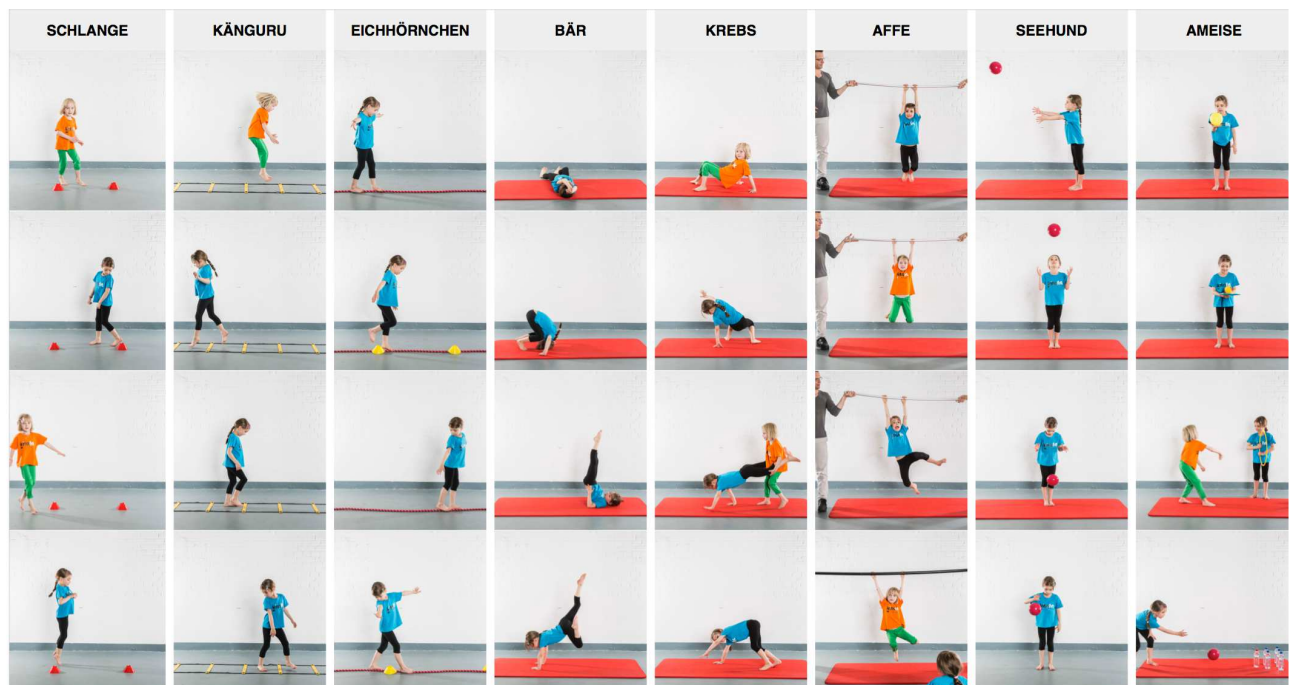 SCHLANGE
KÄNGURU
EICHHÖRNCHEN
BÄR
KREBS
AFFE
SEEHUND
AMEISE